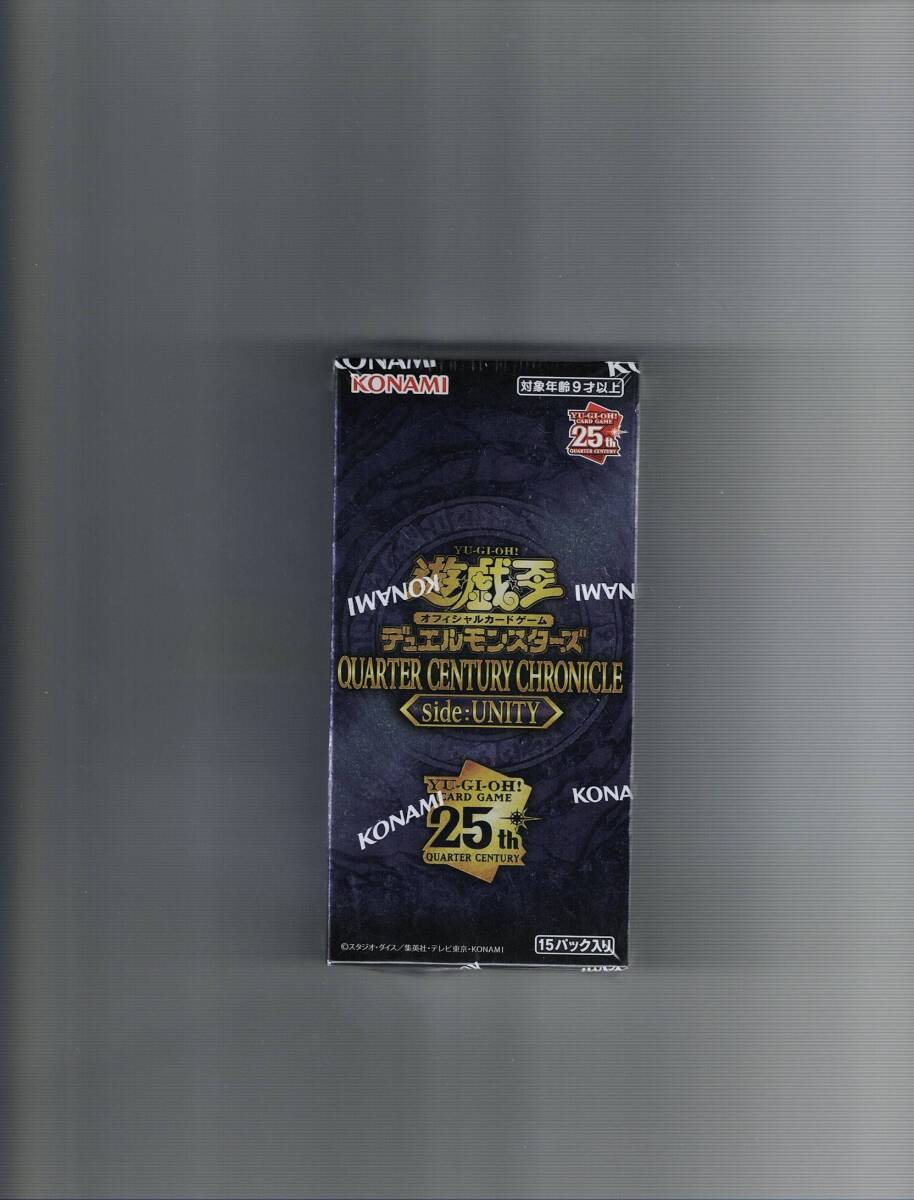 KONAMI
KONAMI
対象年齢9才以上
YU-GI-OH!
CARD GAME
25th
QUARTER CENTURY
YU-GI-OH!
遊戯王
KONAMI
KONAMI
オフィシャルカードゲーム
デュエルモンスターズ
QUARTER CENTURY CHRONICLE
side:UNITY
YU-GI-OH!
CARD GAME
25th
QUARTER CENTURY
KONAMI
KONA
©スタジオ・ダイス/集英社・テレビ東京・KONAMI
15パック入り